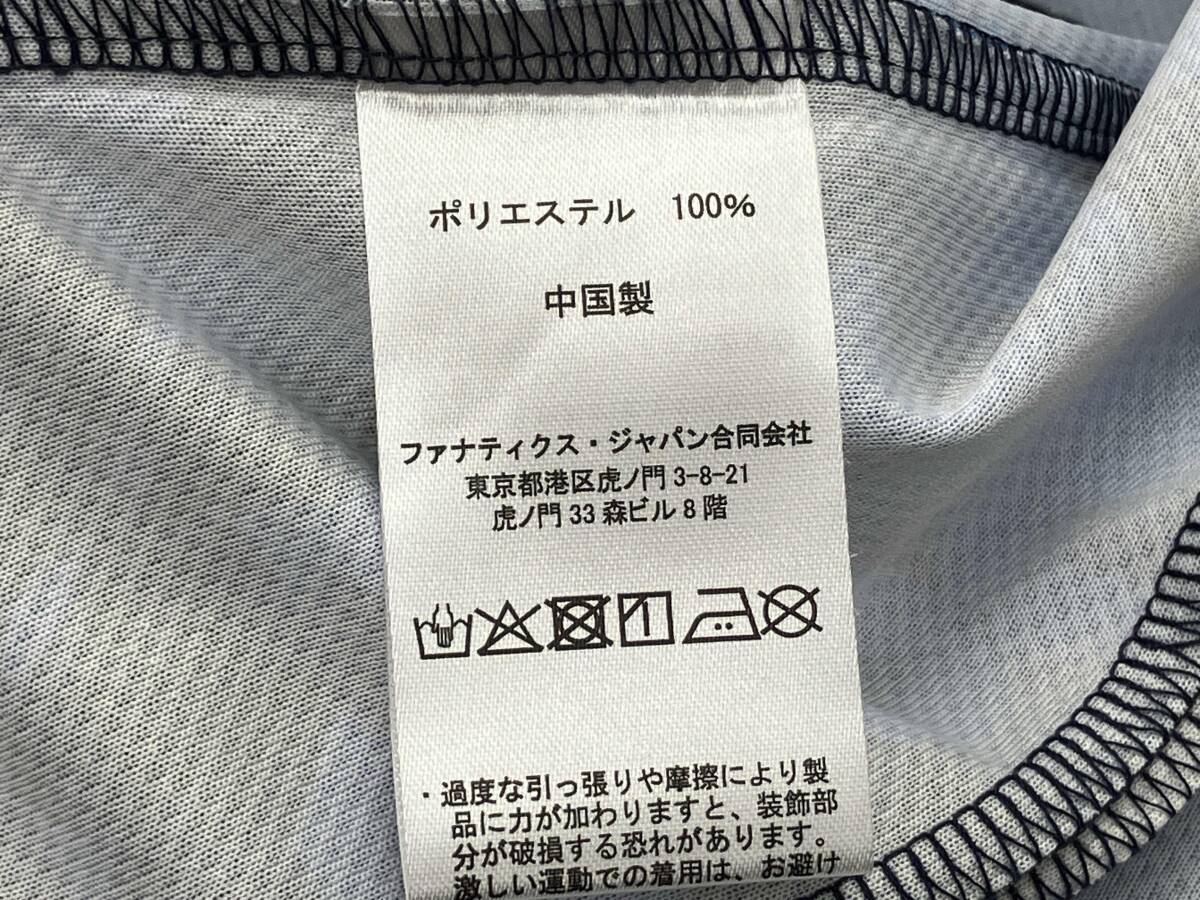 ポリエステル　100%
中国製
ファナティクス・ジャパン合同会社
東京都港区虎ノ門 3-8-21
虎ノ門 33 森ビル 8 階
・過度な引っ張りや摩擦により製
品に力が加わりますと、装飾部
分が破損する恐れがあります。
激しい運動での着用は、お避け